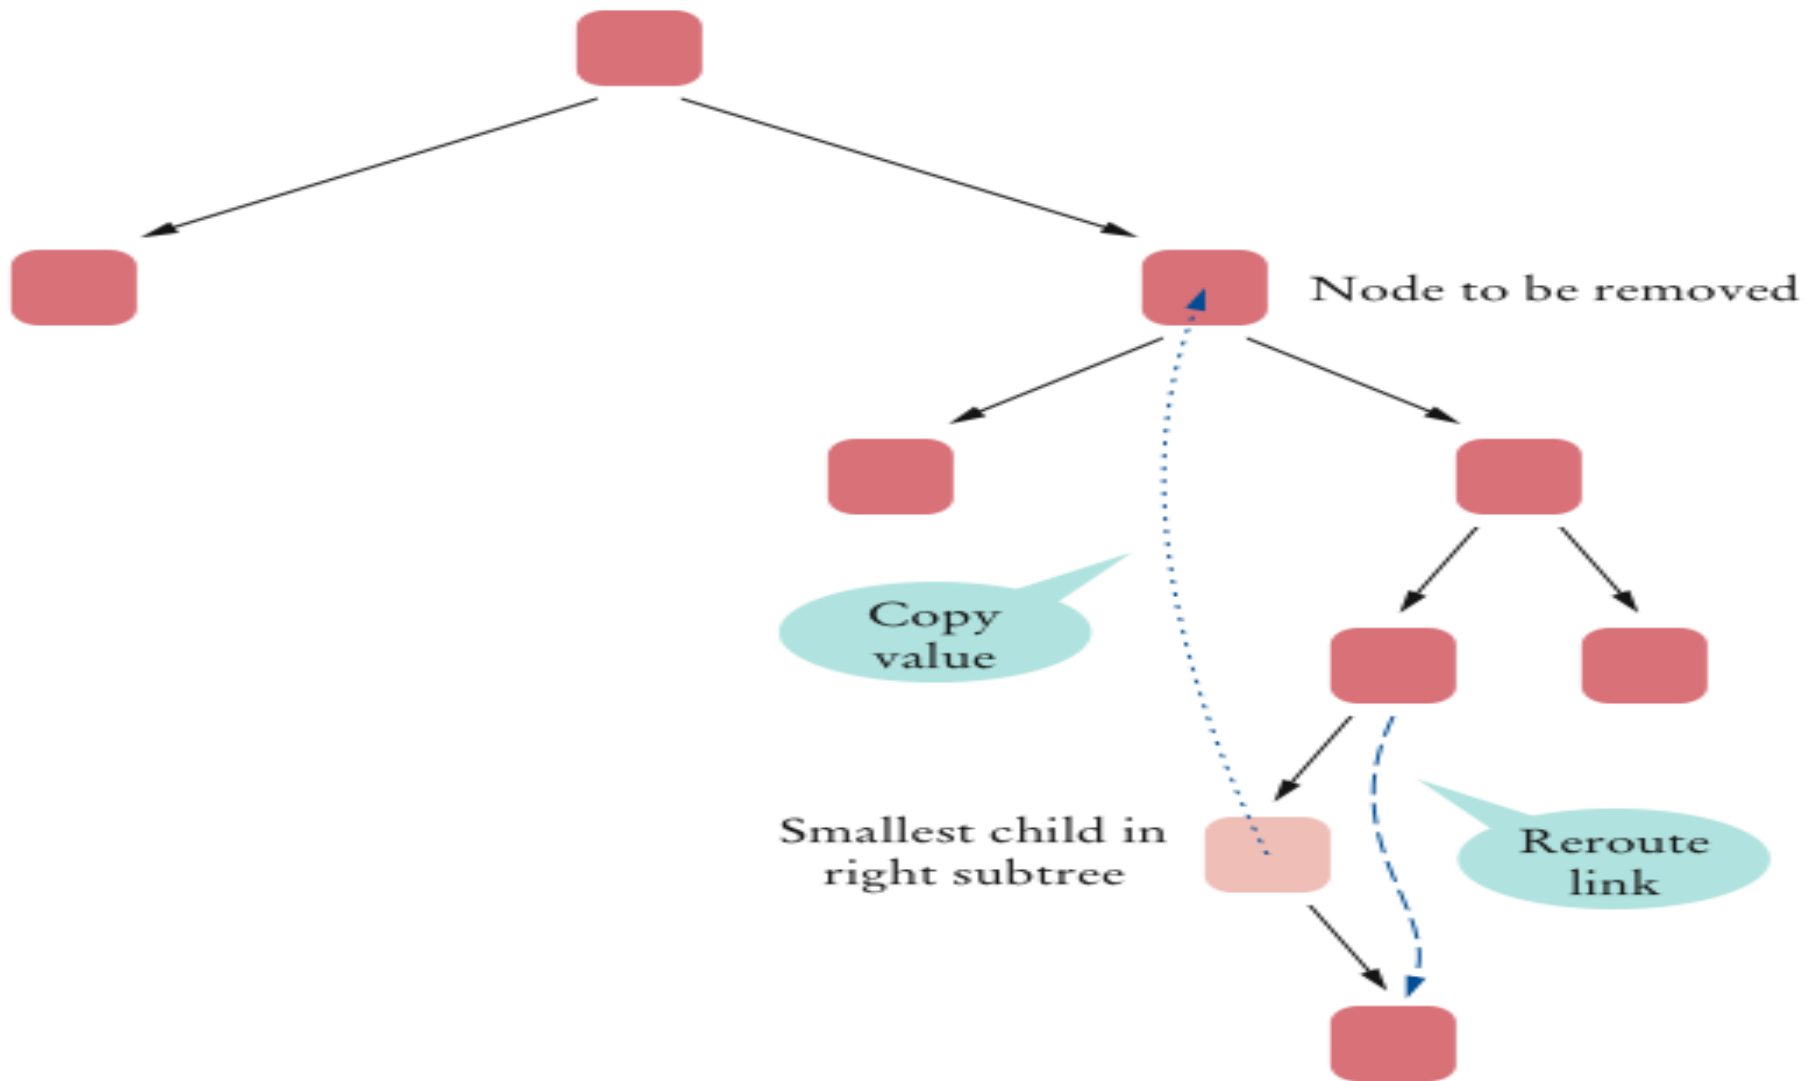 Node to be removed
Copy
value
Smallest child in
right subtree
Reroute
link